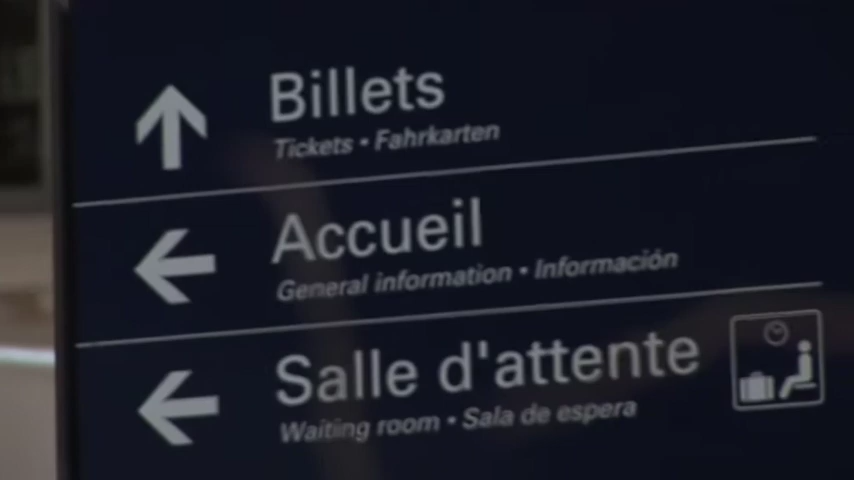 Billets
Tickets • Fahrkarten
Accueil
General information • Información
Salle d'attente
Waiting room • Sala de espera